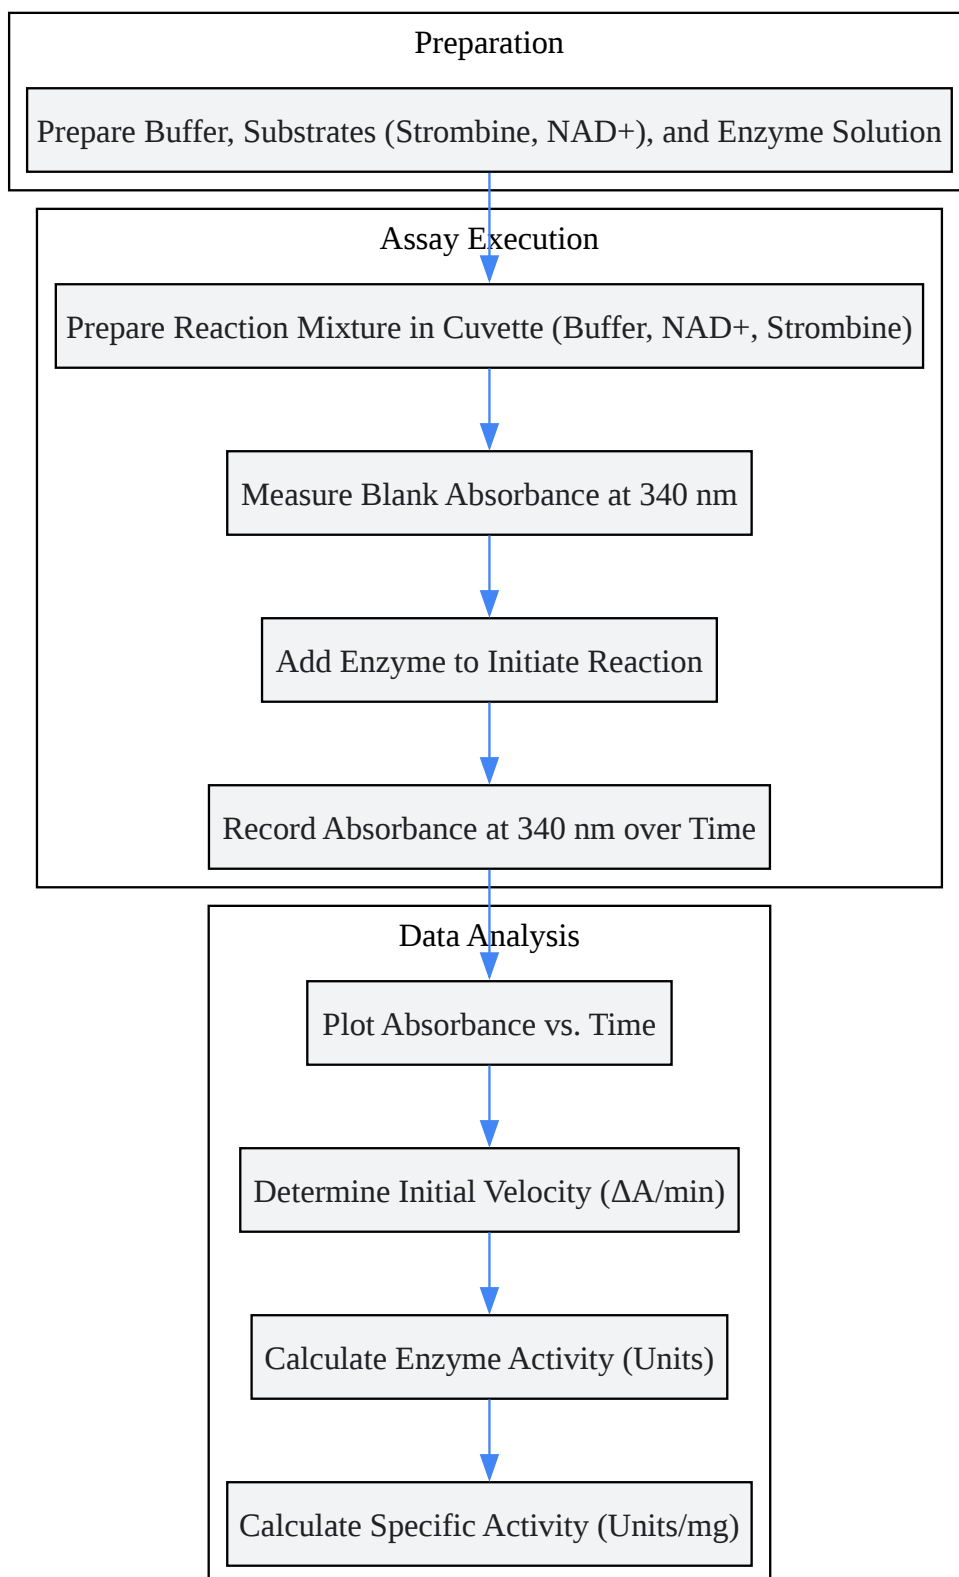 Preparation
Prepare Buffer, Substrates (Strombine, NAD+), and Enzyme Solution
Assay Execution
Prepare Reaction Mixture in Cuvette (Buffer, NAD+, Strombine)
Measure Blank Absorbance at 340 nm
Add Enzyme to Initiate Reaction
Record Absorbance at 340 nm over Time
Data Analysis
Plot Absorbance vs. Time
Determine Initial Velocity (ΔA/min)
Calculate Enzyme Activity (Units)
Calculate Specific Activity (Units/mg)